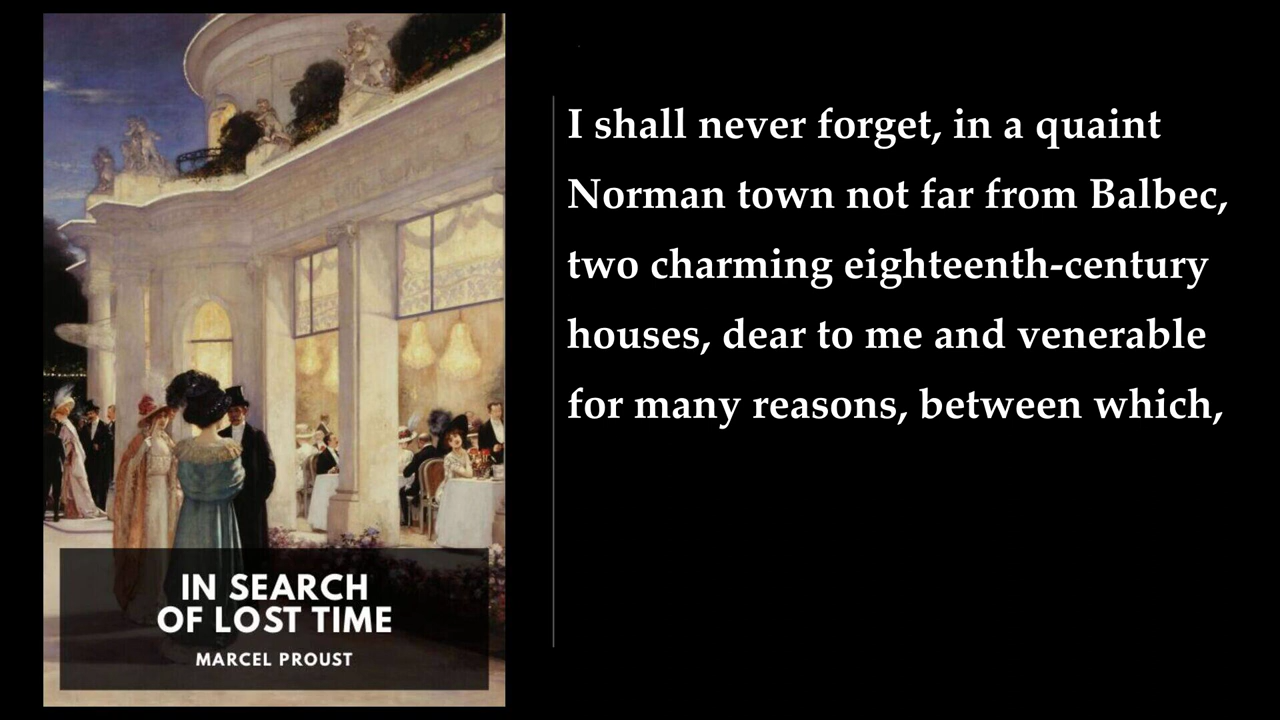 I shall never forget, in a quaint
Norman town not far from Balbec,
two charming eighteenth-century
houses, dear to me and venerable
for many reasons, between which,
IN SEARCH
OF LOST TIME
MARCEL PROUST